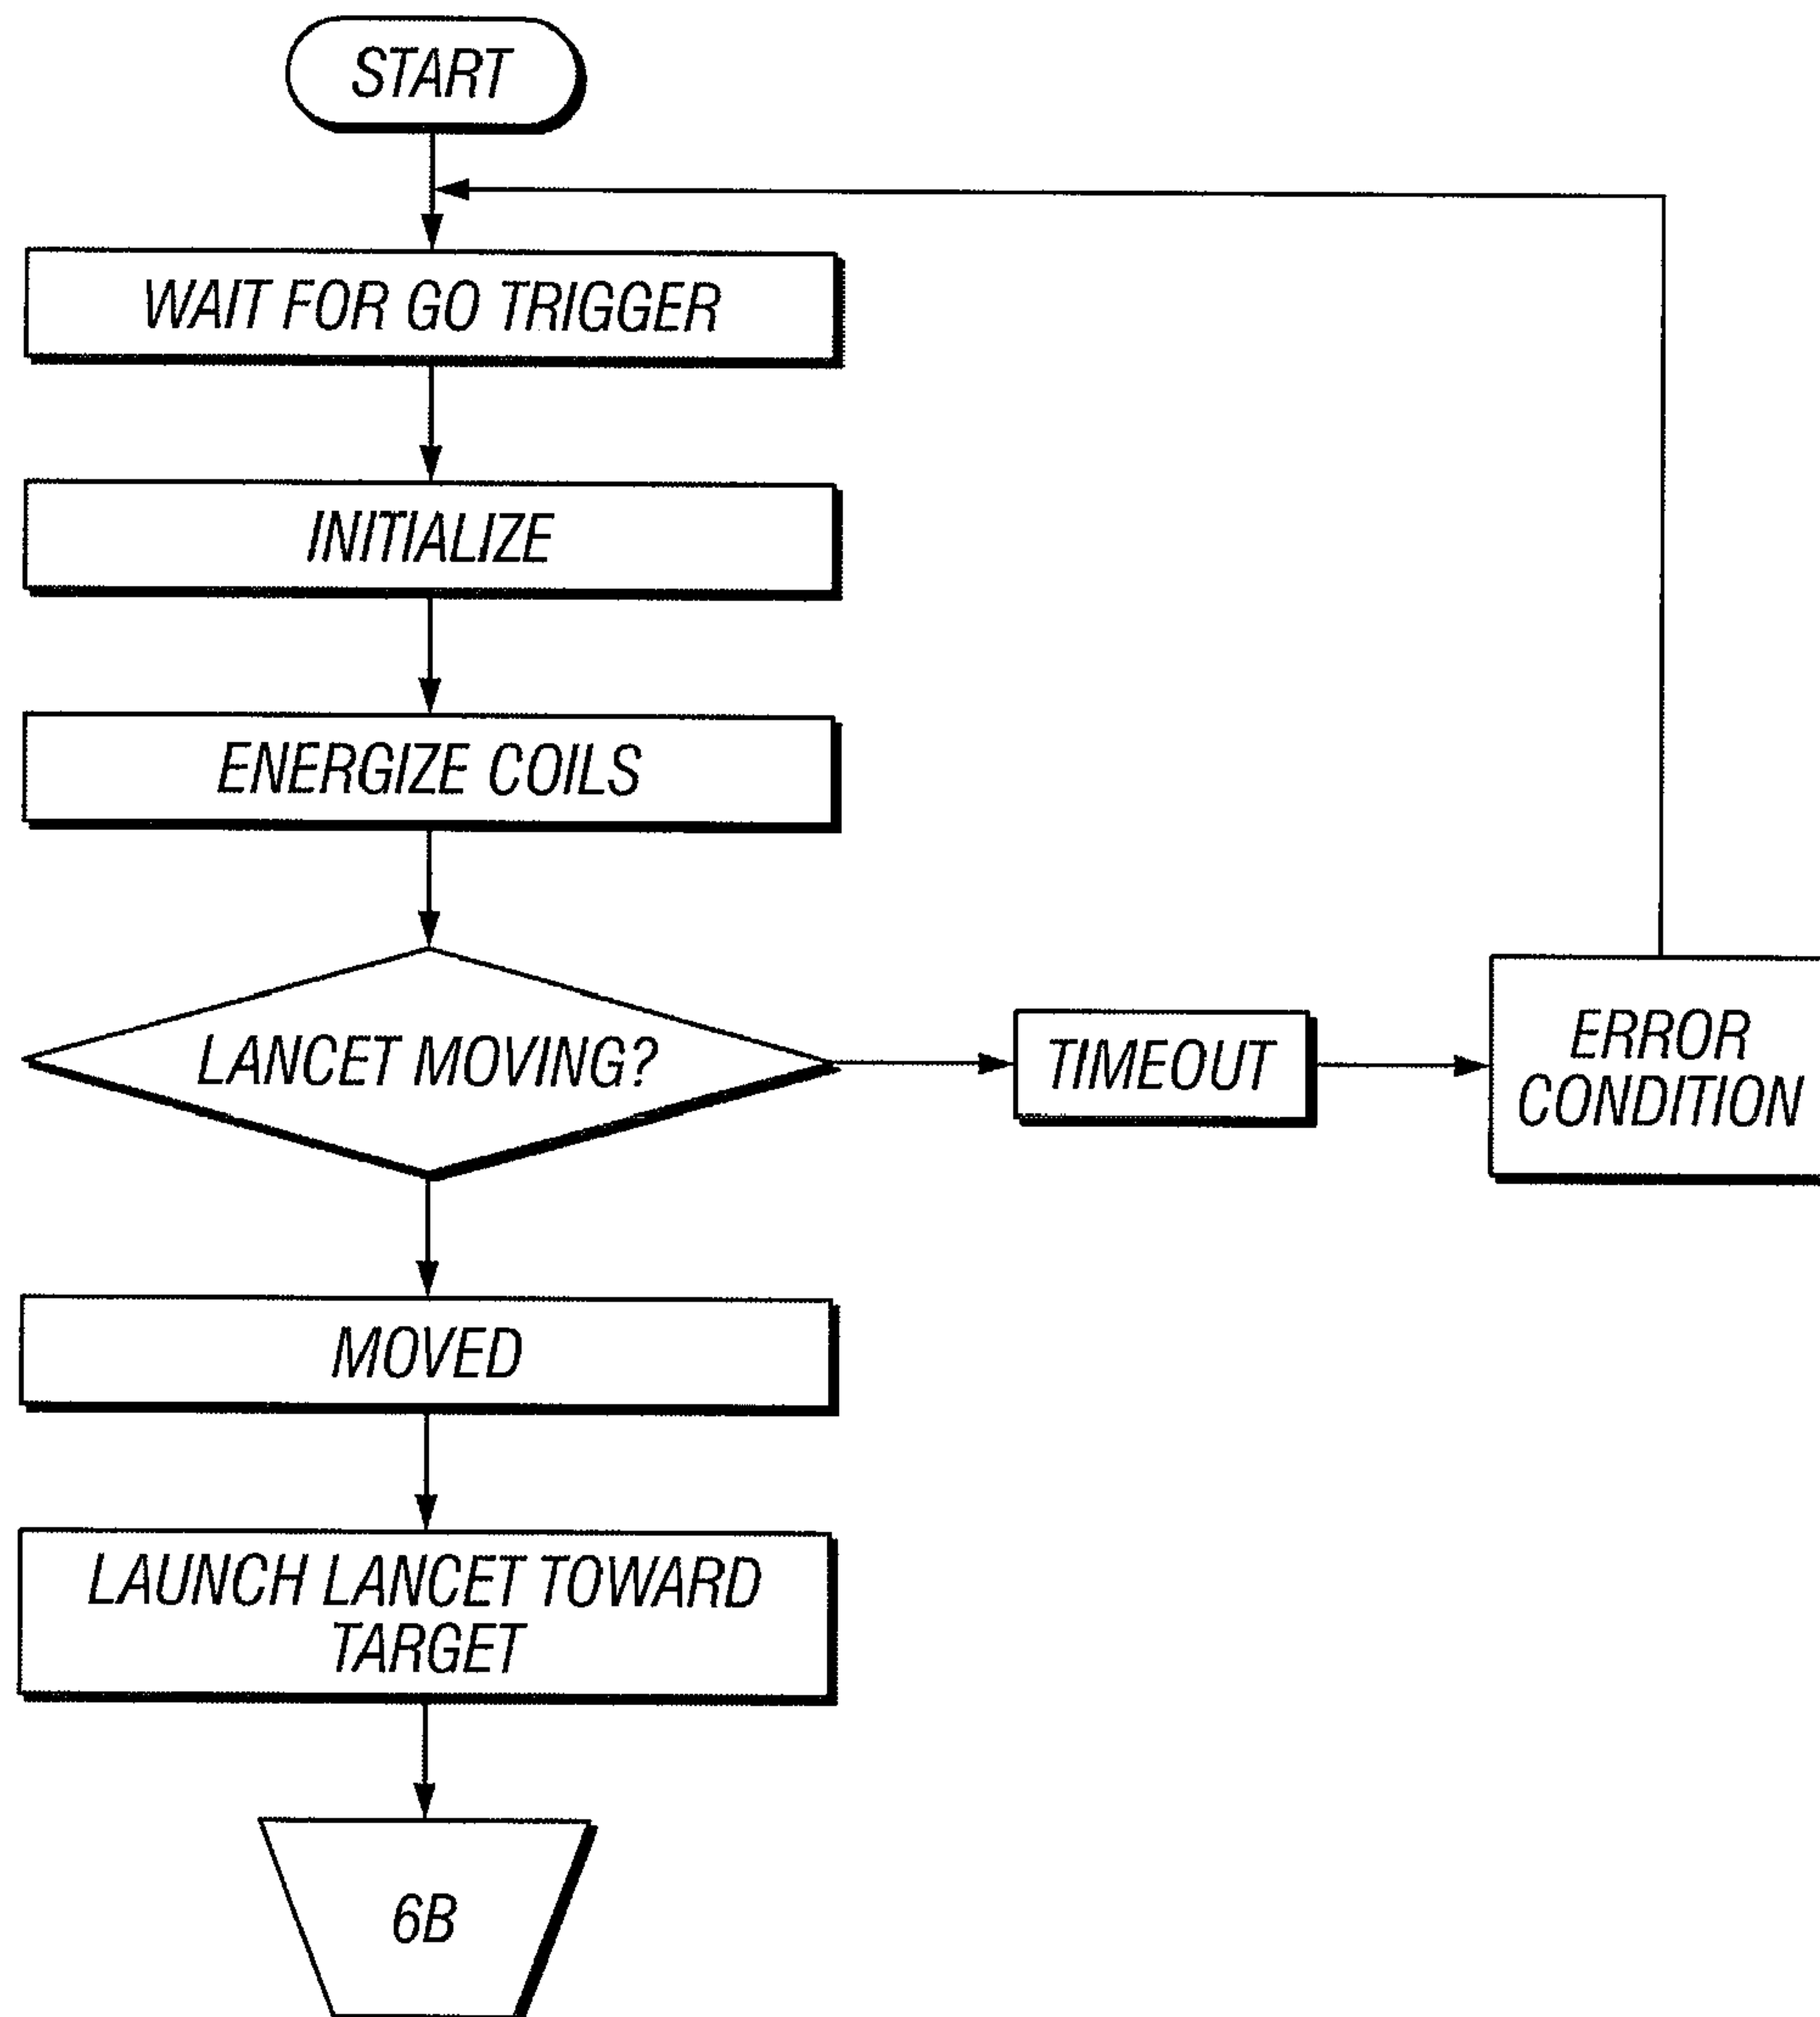 START
WAIT FOR GO TRIGGER
INITIALIZE
ENERGIZE COILS
LANCET MOVING?
TIMEOUT
ERROR
CONDITION
MOVED
LAUNCH LANCET TOWARD
TARGET
6B